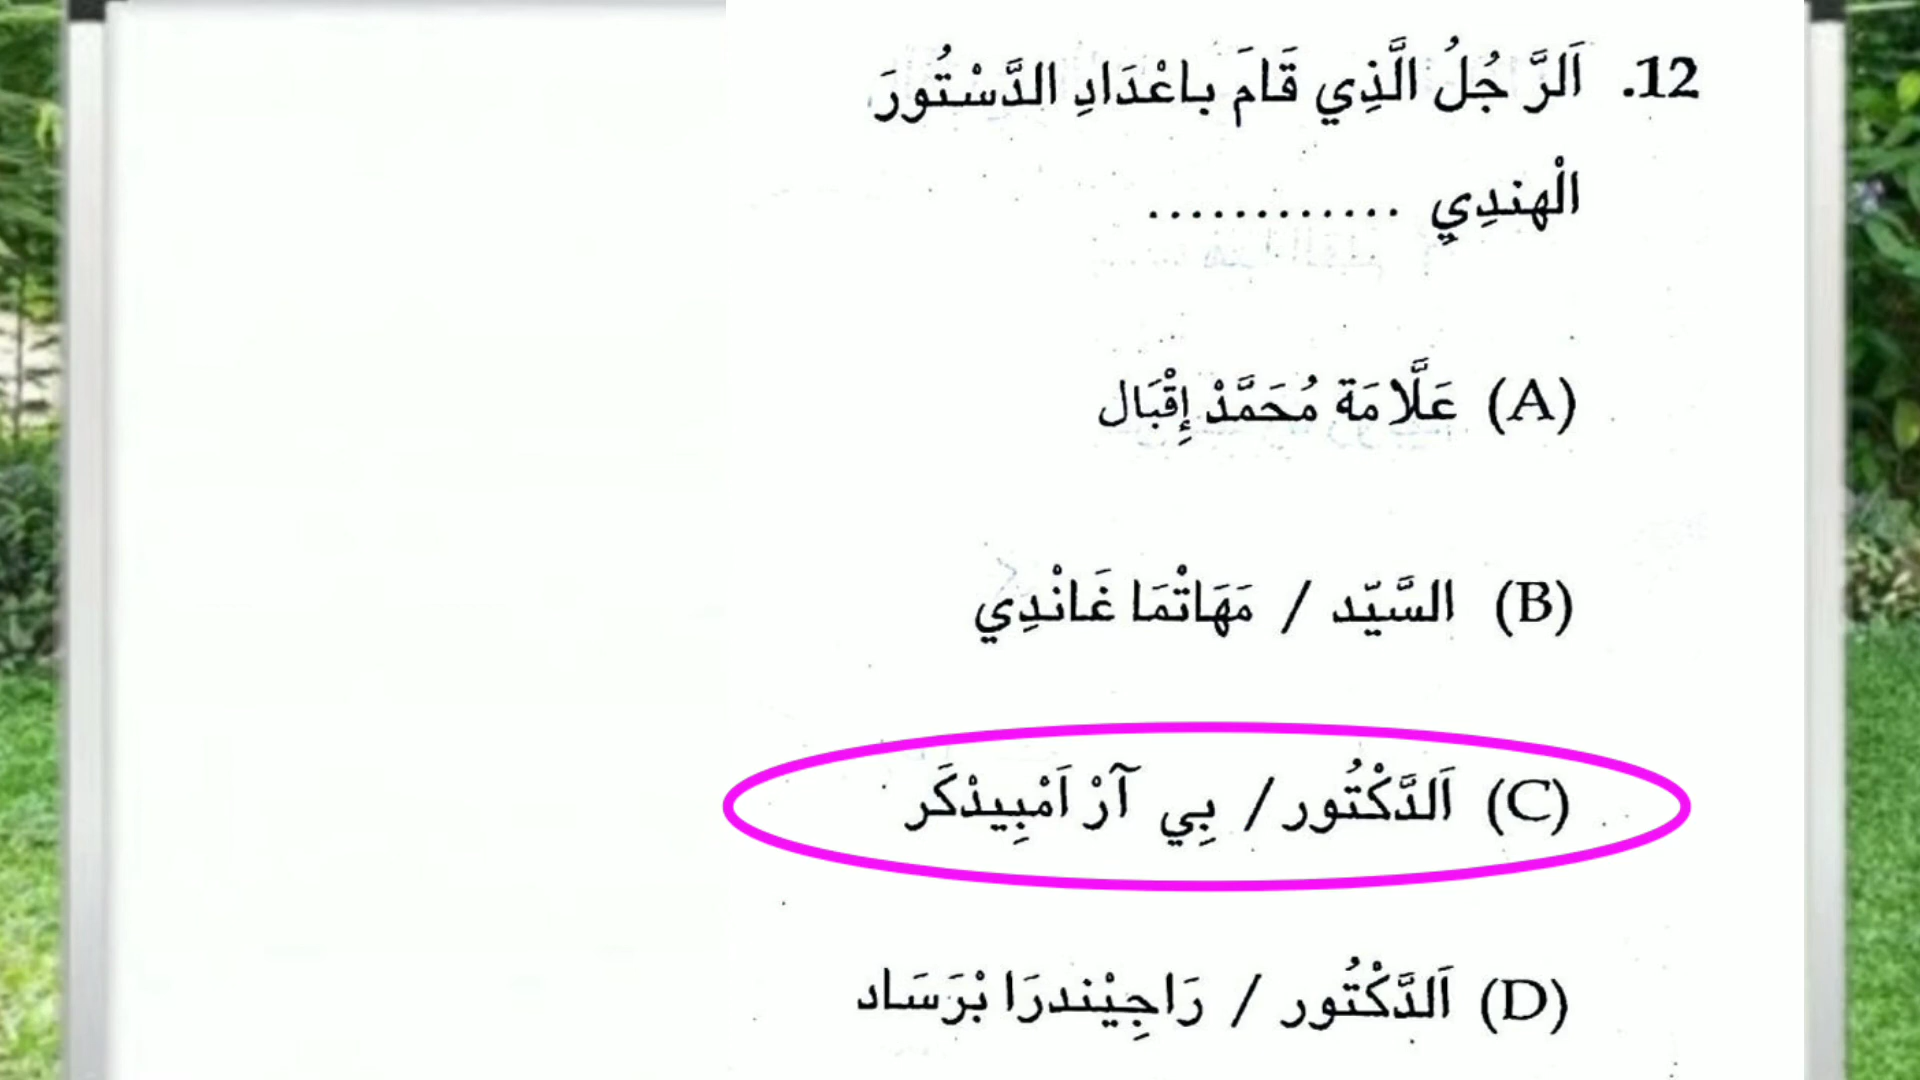 12. اَلرَّجُلُ الَّذِي قَامَ باعْدَادِ الدَّسْتُورَ
الْهندِيِ ............
(A) عَلَّامَة مُحَمَّدْ إِقْبَال
(B) السَّيّد / مَهَاتْمَا غَانْدِي
(C) اَلدَّكْتُور / بِي آرْ اَمْبِيدْكَر
(D) اَلدَّكْتُور / رَاجِيْندرَا بْرَسَاد